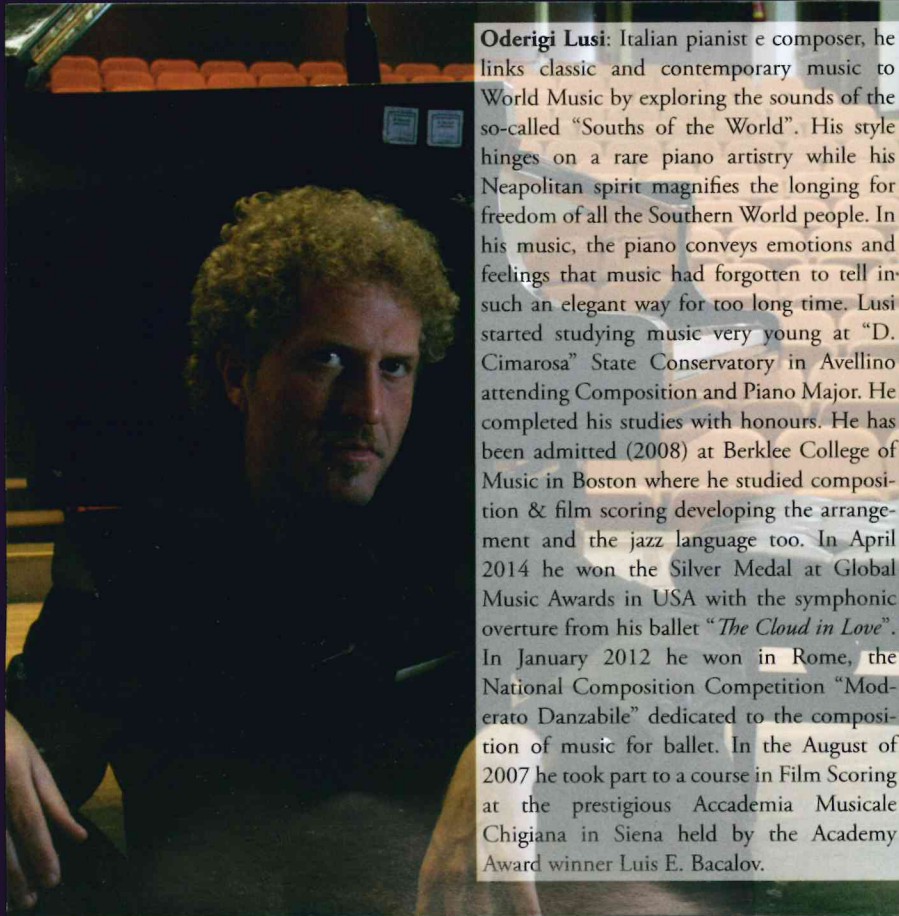 Oderigi Lusi: Italian pianist e composer, he
links classic and contemporary music to
World Music by exploring the sounds of the
so-called “Souths of the World”. His style
hinges on a rare piano artistry while his
Neapolitan spirit magnifies the longing for
freedom of all the Southern World people. In
his music, the piano conveys emotions and
feelings that music had forgotten to tell in
such an elegant way for too long time. Lusi
started studying music very young at “D.
Cimarosa” State Conservatory in Avellino
attending Composition and Piano Major. He
completed his studies with honours. He has
been admitted (2008) at Berklee College of
Music in Boston where he studied composi-
tion & film scoring developing the arrange-
ment and the jazz language too. In April
2014 he won the Silver Medal at Global
Music Awards in USA with the symphonic
overture from his ballet “The Cloud in Love”.
In January 2012 he won in Rome, the
National Composition Competition “Mod-
erato Danzabile” dedicated to the composi-
tion of music for ballet. In the August of
2007 he took part to a course in Film Scoring
at the prestigious Accademia Musicale
Chigiana in Siena held by the Academy
Award winner Luis E. Bacalov.